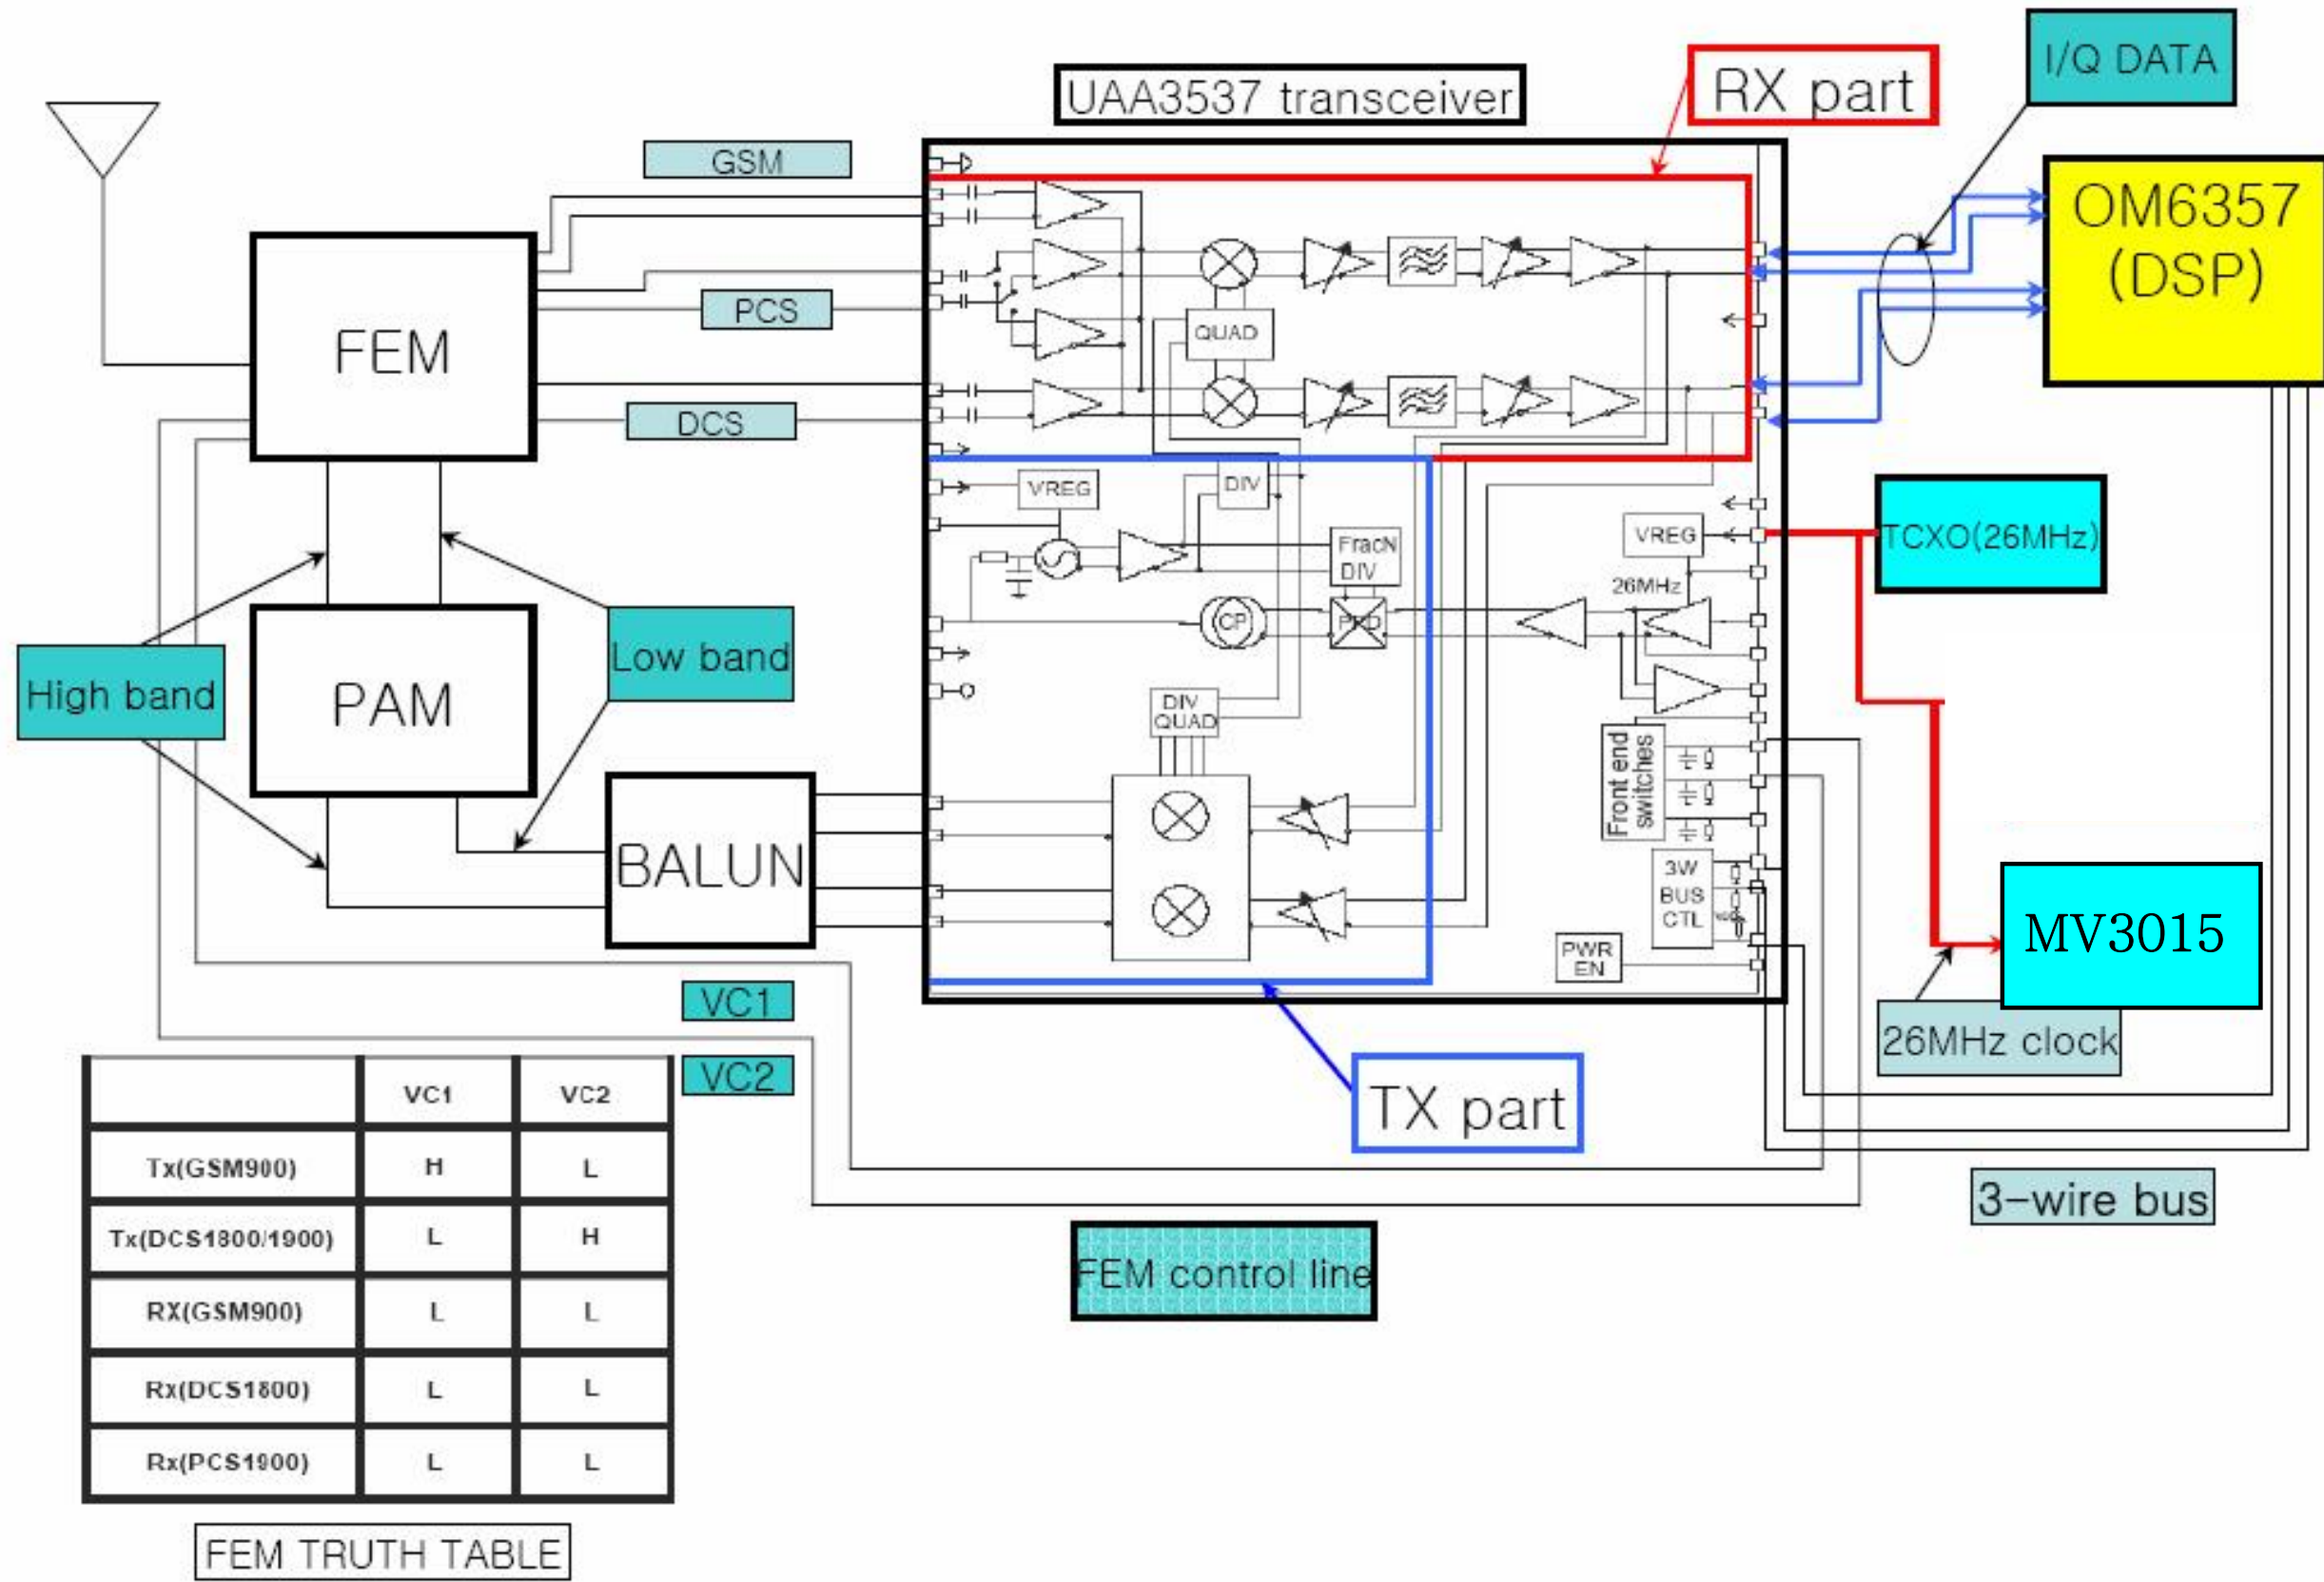 I/Q DATA
UAA3537 transceiver
RX part
GSM
OM6357
(DSP)
PCS
QUAD
FEM
DCS
VREG
DIV
VREG
TCXO(26MHz)
FracN
DIV
26MHz
CP
PFD
Low band
High band
PAM
DIV
QUAD
Front end
switches
BALUN
3W
BUS
CTL
MV3015
PWR
EN
VC1
26MHz clock
VC2
TX part
VC1 VC2
Tx(GSM900) H L
Tx(DCS1800/1900) L H
RX(GSM900) L L
Rx(DCS1800) L L
Rx(PCS1900) L L
3-wire bus
FEM control line
FEM TRUTH TABLE